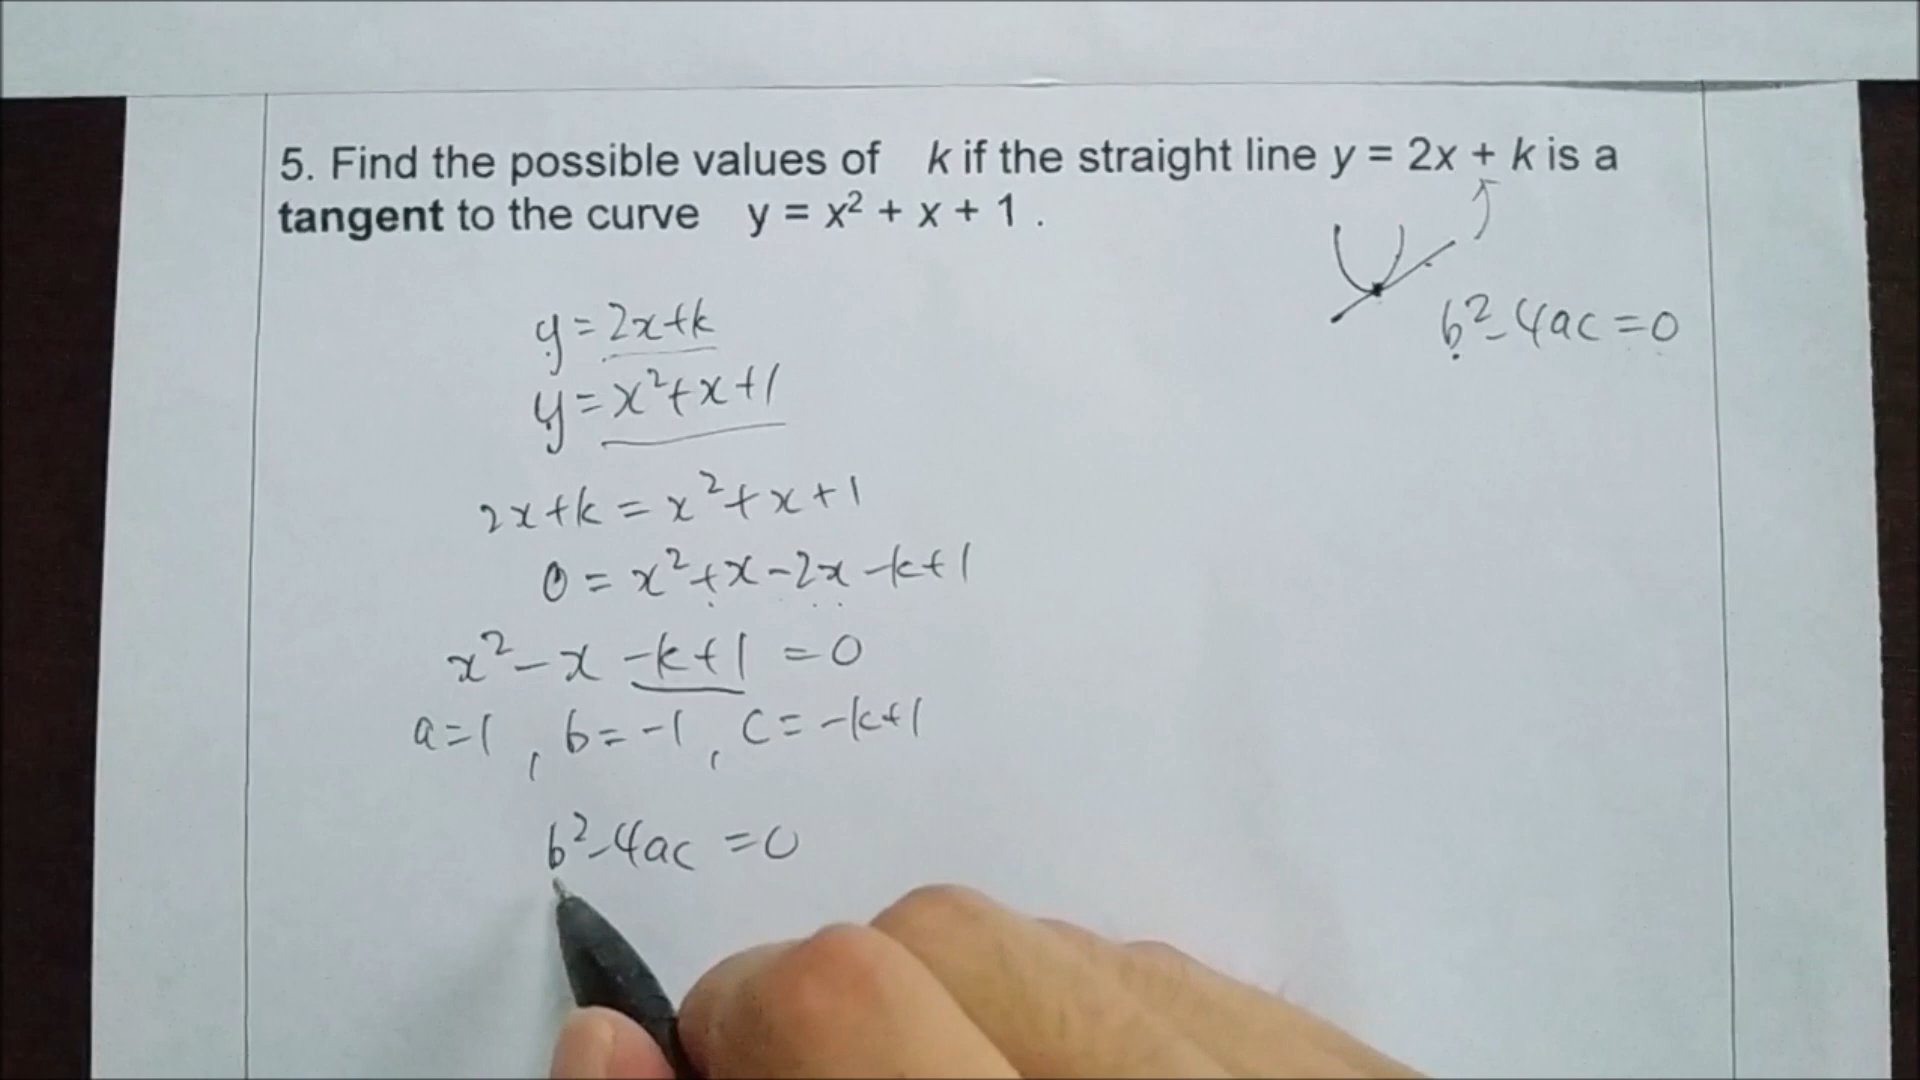 5. Find the possible values of k if the straight line y = 2x + k is a
tangent to the curve y = x² + x + 1 .
b²-4ac=0
y=2x+k
y=x²+x+1
2x+k=x²+x+1
0=x²+x-2x-k+1
x²-x-k+1=0
a=1, b=-1, c=-k+1
b²-4ac=0